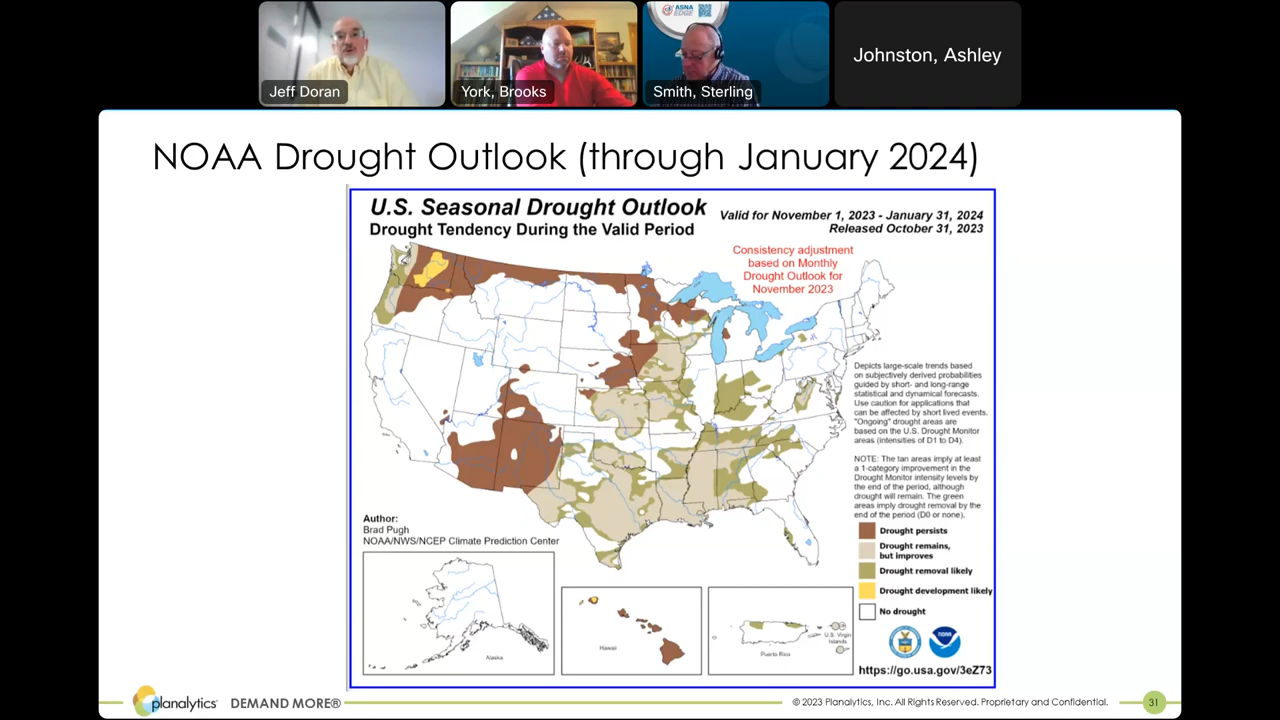 ASNA
EDGE
Jeff Doran
York, Brooks
Smith, Sterling
Johnston, Ashley
NOAA Drought Outlook (through January 2024)
U.S. Seasonal Drought Outlook
Drought Tendency During the Valid Period
Valid for November 1, 2023 - January 31, 2024
Released October 31, 2023
Consistency adjustment
based on Monthly
Drought Outlook for
November 2023
Depicts large-scale trends based
on subjectively derived probabilities
guided by short- and long-range
statistical and dynamical forecasts.
Use caution for applications that
can be affected by short lived events.
"Ongoing" drought areas are
based on the U.S. Drought Monitor
areas (intensities of D1 to D4).
NOTE: The tan areas imply at least
a 1-category improvement in the
Drought Monitor intensity levels by
the end of the period, although
drought will remain. The green
areas imply drought removal by the
end of the period (D0 or none).
Author:
Brad Pugh
NOAA/NWS/NCEP Climate Prediction Center
Drought persists
Drought remains,
but improves
Drought removal likely
Drought development likely
No drought
Alaska
Hawaii
Puerto Rico
U.S. Virgin
Islands
NOAA
https://go.usa.gov/3eZ73
planalytics
DEMAND MORE®
© 2023 Planalytics, Inc. All Rights Reserved. Proprietary and Confidential.
31